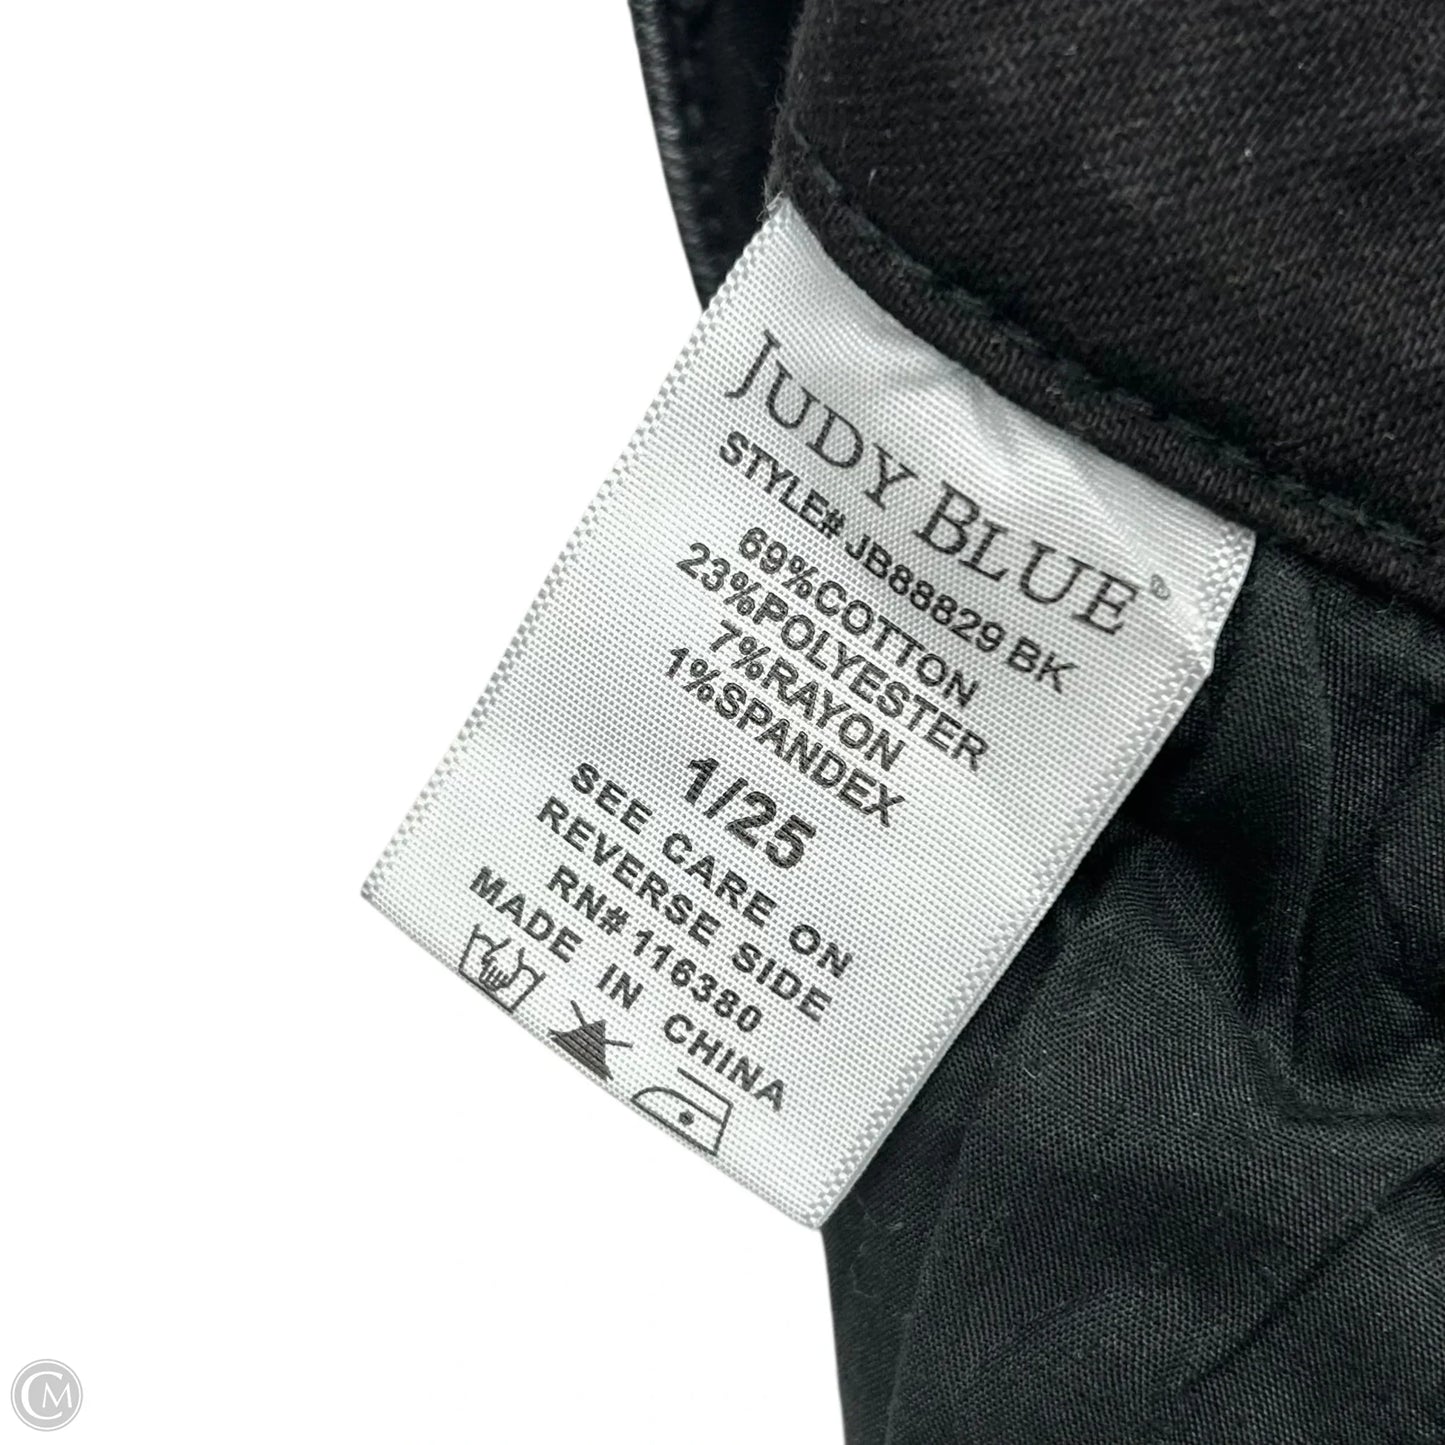 JUDY BLUE®
STYLE# JB88829 BK
69%COTTON
23%POLYESTER
7%RAYON
1%SPANDEX
1/25
SEE CARE ON
REVERSE SIDE
RN# 116380
MADE IN CHINA
CM